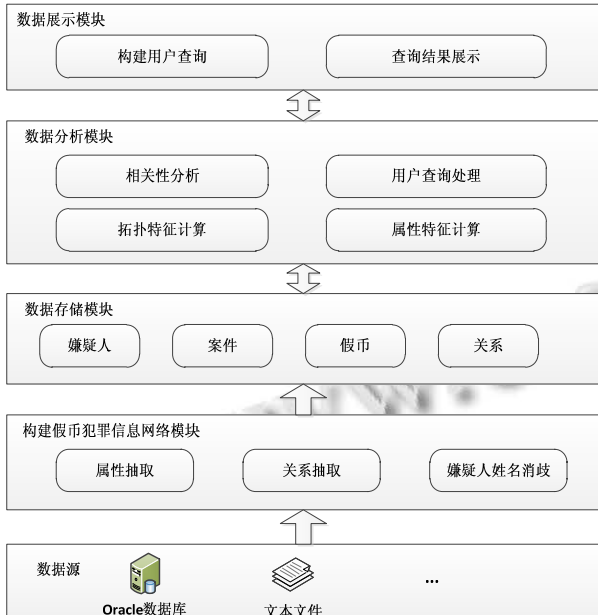 数据展示模块
构建用户查询 查询结果展示
数据分析模块
相关性分析 用户查询处理
拓扑特征计算 属性特征计算
数据存储模块
嫌疑人 案件 假币 关系
构建假币犯罪信息网络模块
属性抽取 关系抽取 嫌疑人姓名消歧
数据源
Oracle数据库 文本文件 ...